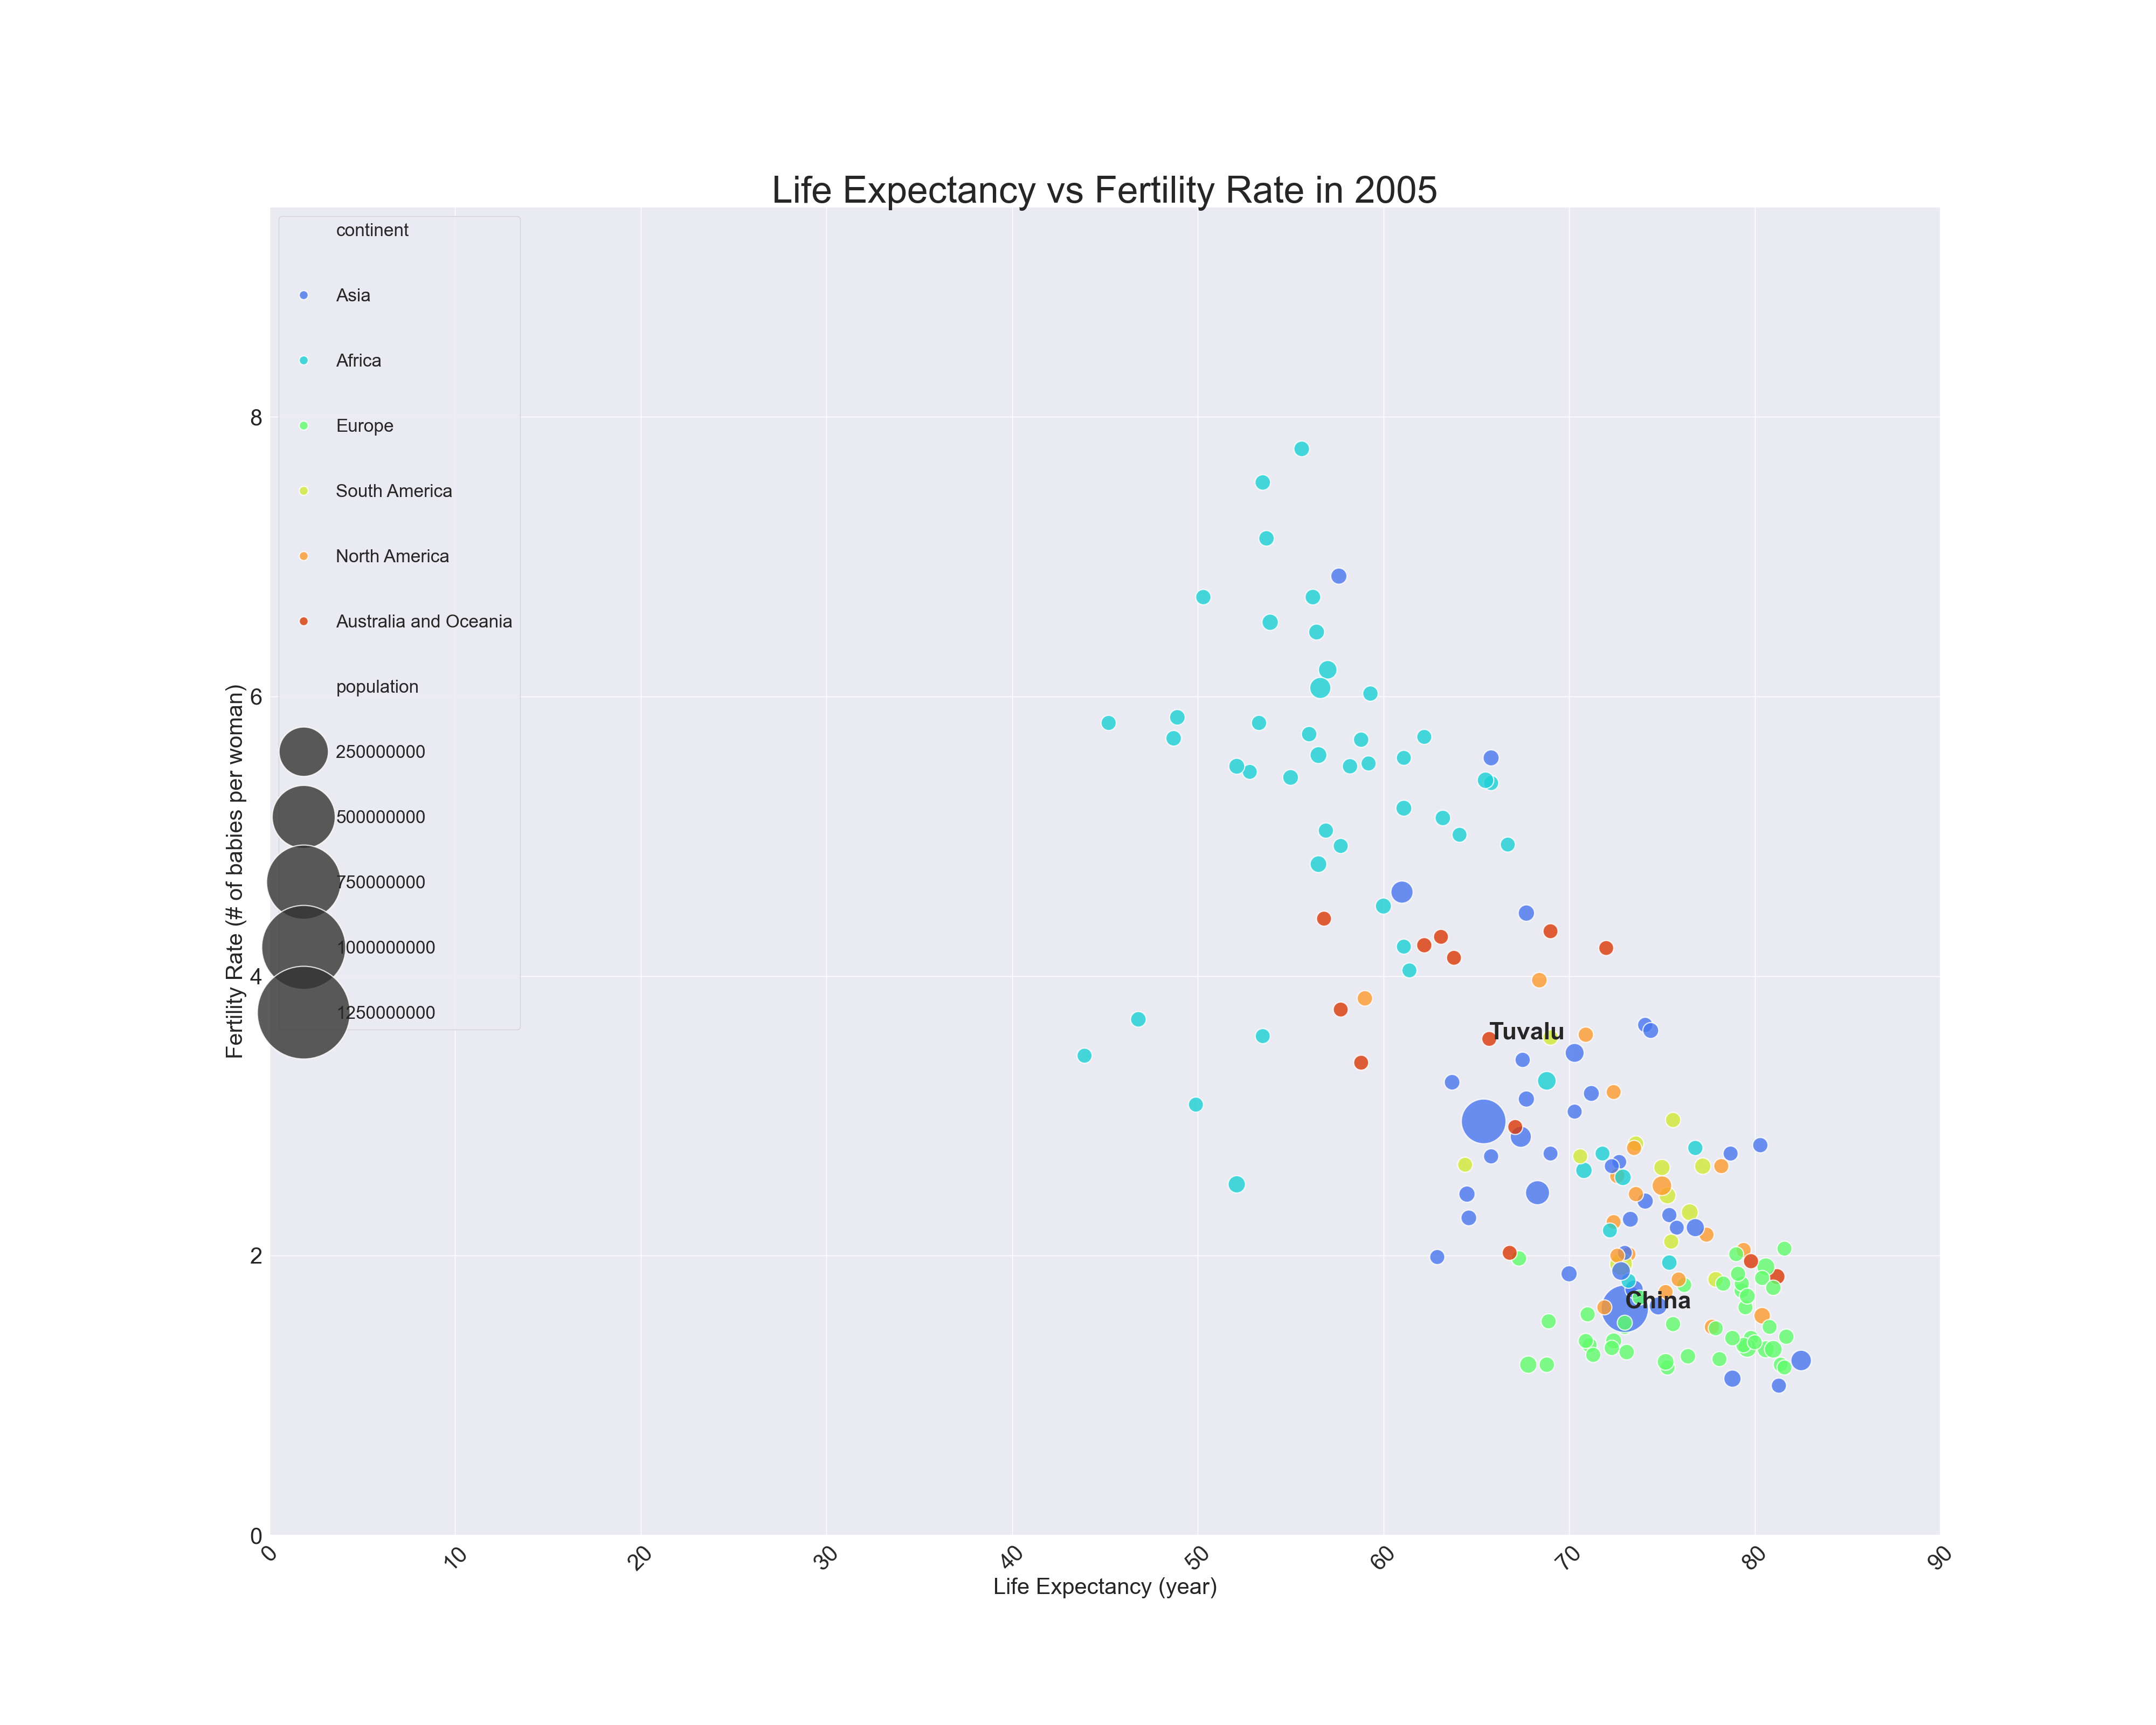 Life Expectancy vs Fertility Rate in 2005
continent
Asia
Africa
Europe
South America
North America
Australia and Oceania
population
250000000
500000000
750000000
1000000000
1250000000
Fertility Rate (# of babies per woman)
8
6
4
2
0
Tuvalu
China
0 10 20 30 40 50 60 70 80 90
Life Expectancy (year)